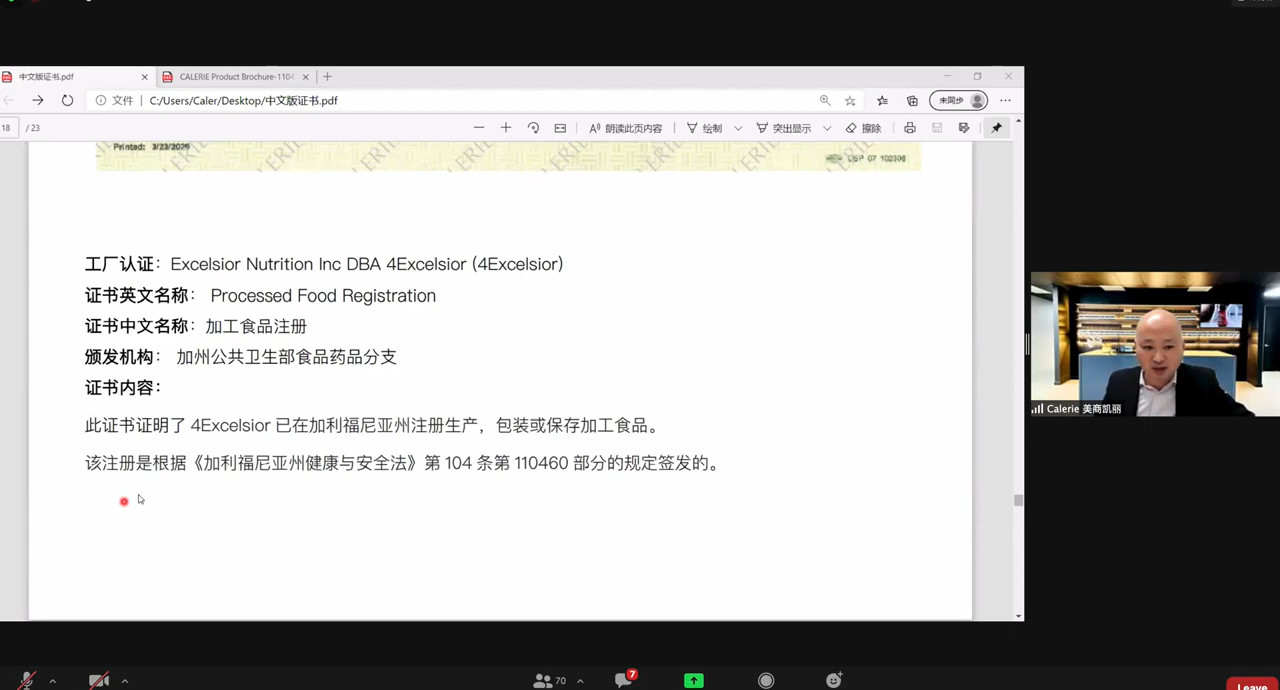 中文版证书.pdf
CALERIE Product Brochure-1104
文件
C:/Users/Caler/Desktop/中文版证书.pdf
未同步
18 / 23
朗读此页内容
绘制
突出显示
擦除
Printed: 3/23/2020
ERIE
工厂认证：Excelsior Nutrition Inc DBA 4Excelsior (4Excelsior)
证书英文名称： Processed Food Registration
证书中文名称：加工食品注册
颁发机构： 加州公共卫生部食品药品分支
证书内容：
此证书证明了 4Excelsior 已在加利福尼亚州注册生产，包装或保存加工食品。
该注册是根据《加利福尼亚州健康与安全法》第 104 条第 110460 部分的规定签发的。
Calerie 美商凯丽
70
7
Leave